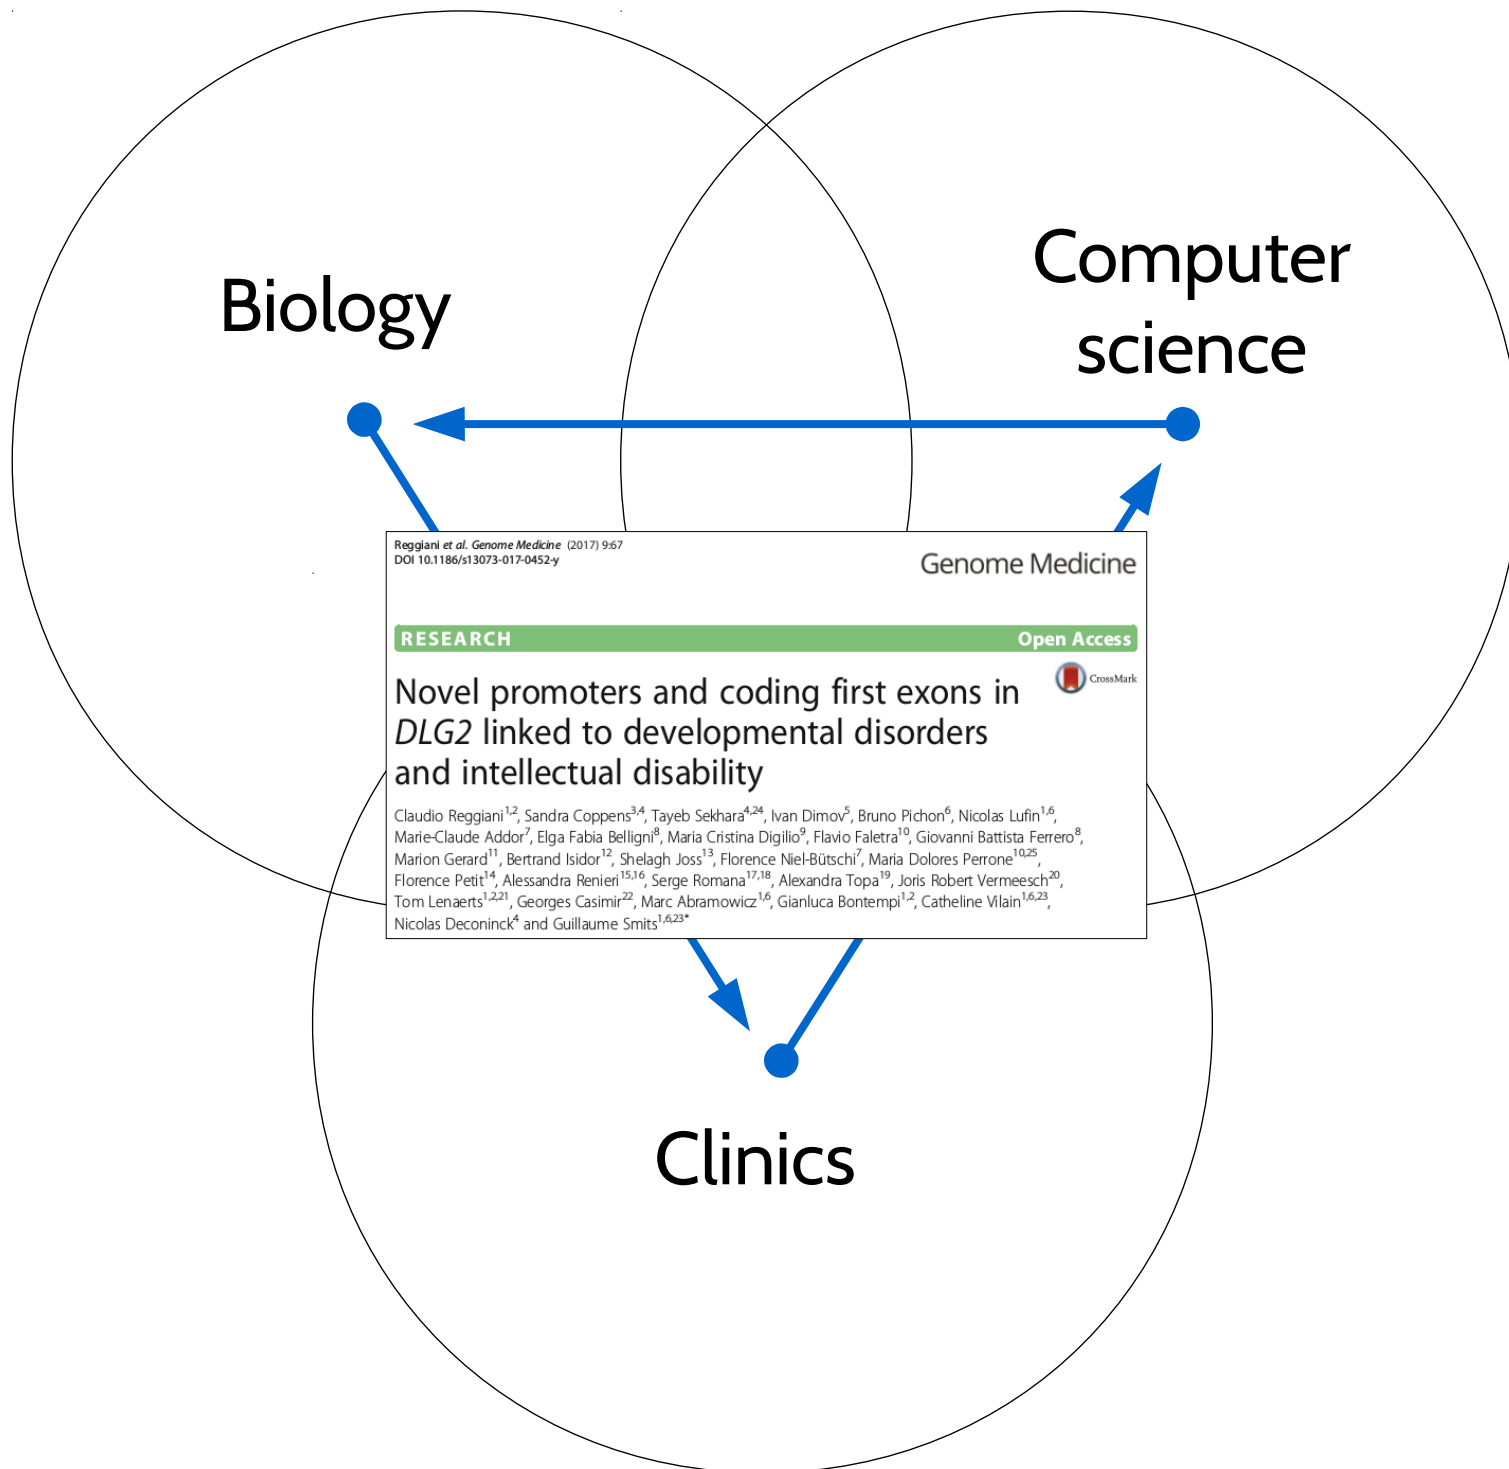 Biology
Computer
science
Reggiani et al. Genome Medicine (2017) 9:67
DOI 10.1186/s13073-017-0452-y
Genome Medicine
RESEARCH
Open Access
CrossMark
Novel promoters and coding first exons in
DLG2 linked to developmental disorders
and intellectual disability
Claudio Reggiani1,2, Sandra Coppens3,4, Tayeb Sekhara4,24, Ivan Dimov5, Bruno Pichon6, Nicolas Lufin1,6,
Marie-Claude Addor7, Elga Fabia Belligni8, Maria Cristina Digilio9, Flavio Faletra10, Giovanni Battista Ferrero8,
Marion Gerard11, Bertrand Isidor12, Shelagh Joss13, Florence Niel-Bütschi7, Maria Dolores Perrone10,25,
Florence Petit14, Alessandra Renieri15,16, Serge Romana17,18, Alexandra Topa19, Joris Robert Vermeesch20,
Tom Lenaerts1,2,21, Georges Casimir22, Marc Abramowicz1,6, Gianluca Bontempi1,2, Catheline Vilain1,6,23,
Nicolas Deconinck4 and Guillaume Smits1,6,23*
Clinics